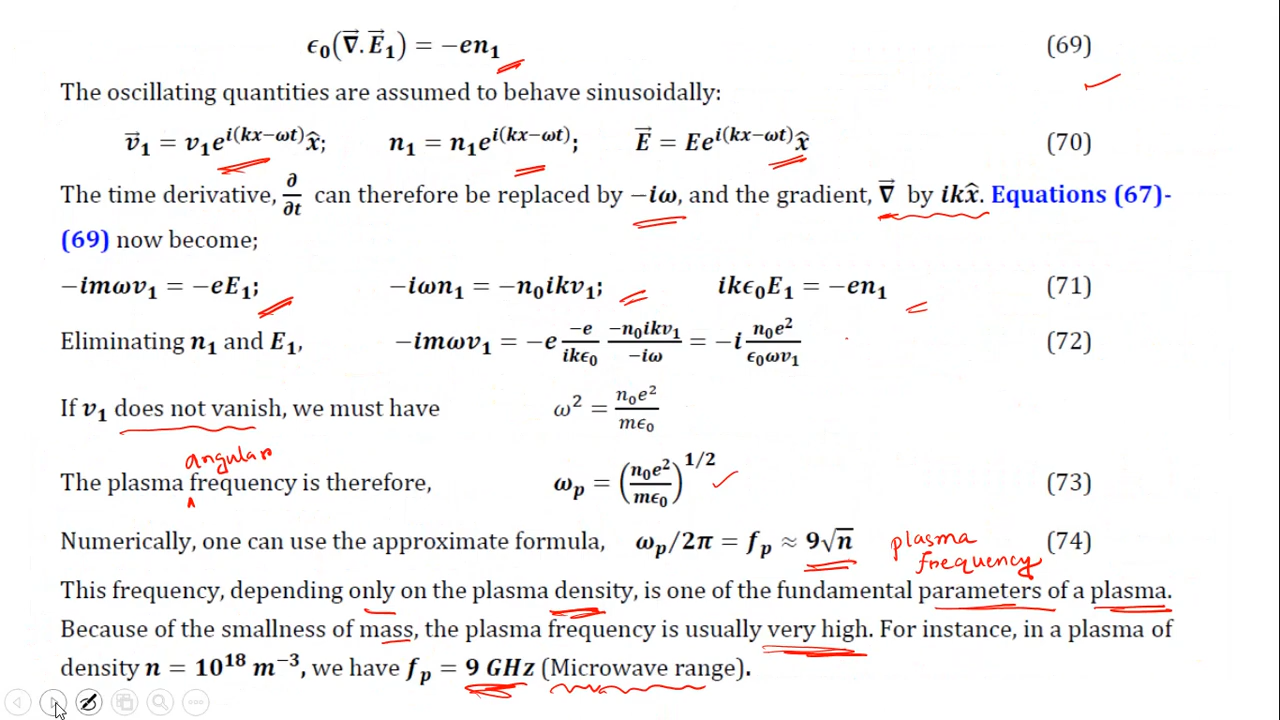 ϵ₀(∇⃗.E⃗₁) = −en₁ (69)
The oscillating quantities are assumed to behave sinusoidally:
v⃗₁ = v₁e^{i(kx−ωt)}x̂; n₁ = n₁e^{i(kx−ωt)}; E⃗ = Ee^{i(kx−ωt)}x̂ (70)
The time derivative, ∂/∂t can therefore be replaced by −iω, and the gradient, ∇⃗ by ikx̂. Equations (67)-
(69) now become;
−imωv₁ = −eE₁; −iωn₁ = −n₀ikv₁; ikϵ₀E₁ = −en₁ (71)
Eliminating n₁ and E₁, −imωv₁ = −e (−e/ikϵ₀) (−n₀ikv₁/−iω) = −i (n₀e²/ϵ₀ωv₁) (72)
If v₁ does not vanish, we must have ω² = n₀e²/mϵ₀
angular
The plasma frequency is therefore, ωₚ = (n₀e²/mϵ₀)^{1/2} (73)
Numerically, one can use the approximate formula, ωₚ/2π = fₚ ≈ 9√n plasma (74)
frequency
This frequency, depending only on the plasma density, is one of the fundamental parameters of a plasma.
Because of the smallness of mass, the plasma frequency is usually very high. For instance, in a plasma of
density n = 10¹⁸ m⁻³, we have fₚ = 9 GHz (Microwave range).